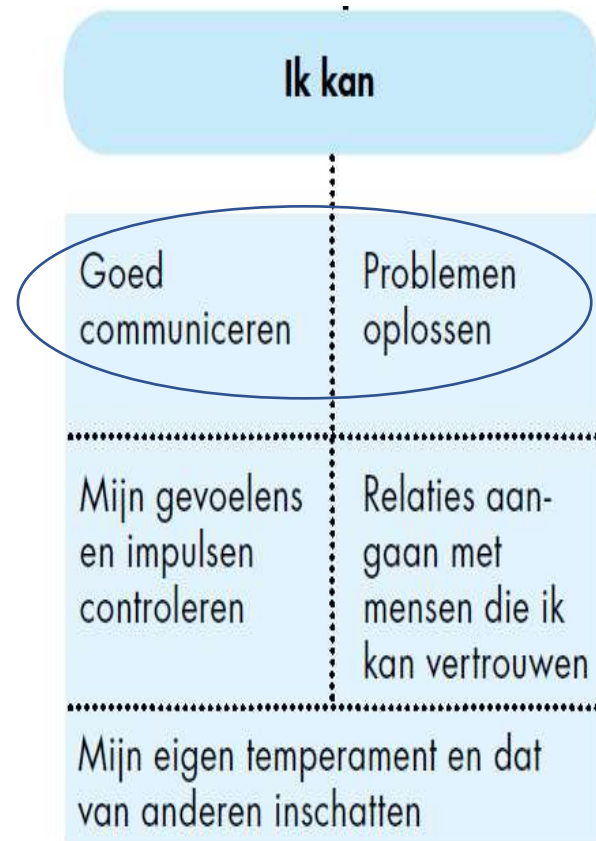 Ik kan
Goed
communiceren
Problemen
oplossen
Mijn gevoelens
en impulsen
controleren
Relaties aan-
gaan met
mensen die ik
kan vertrouwen
Mijn eigen temperament en dat
van anderen inschatten